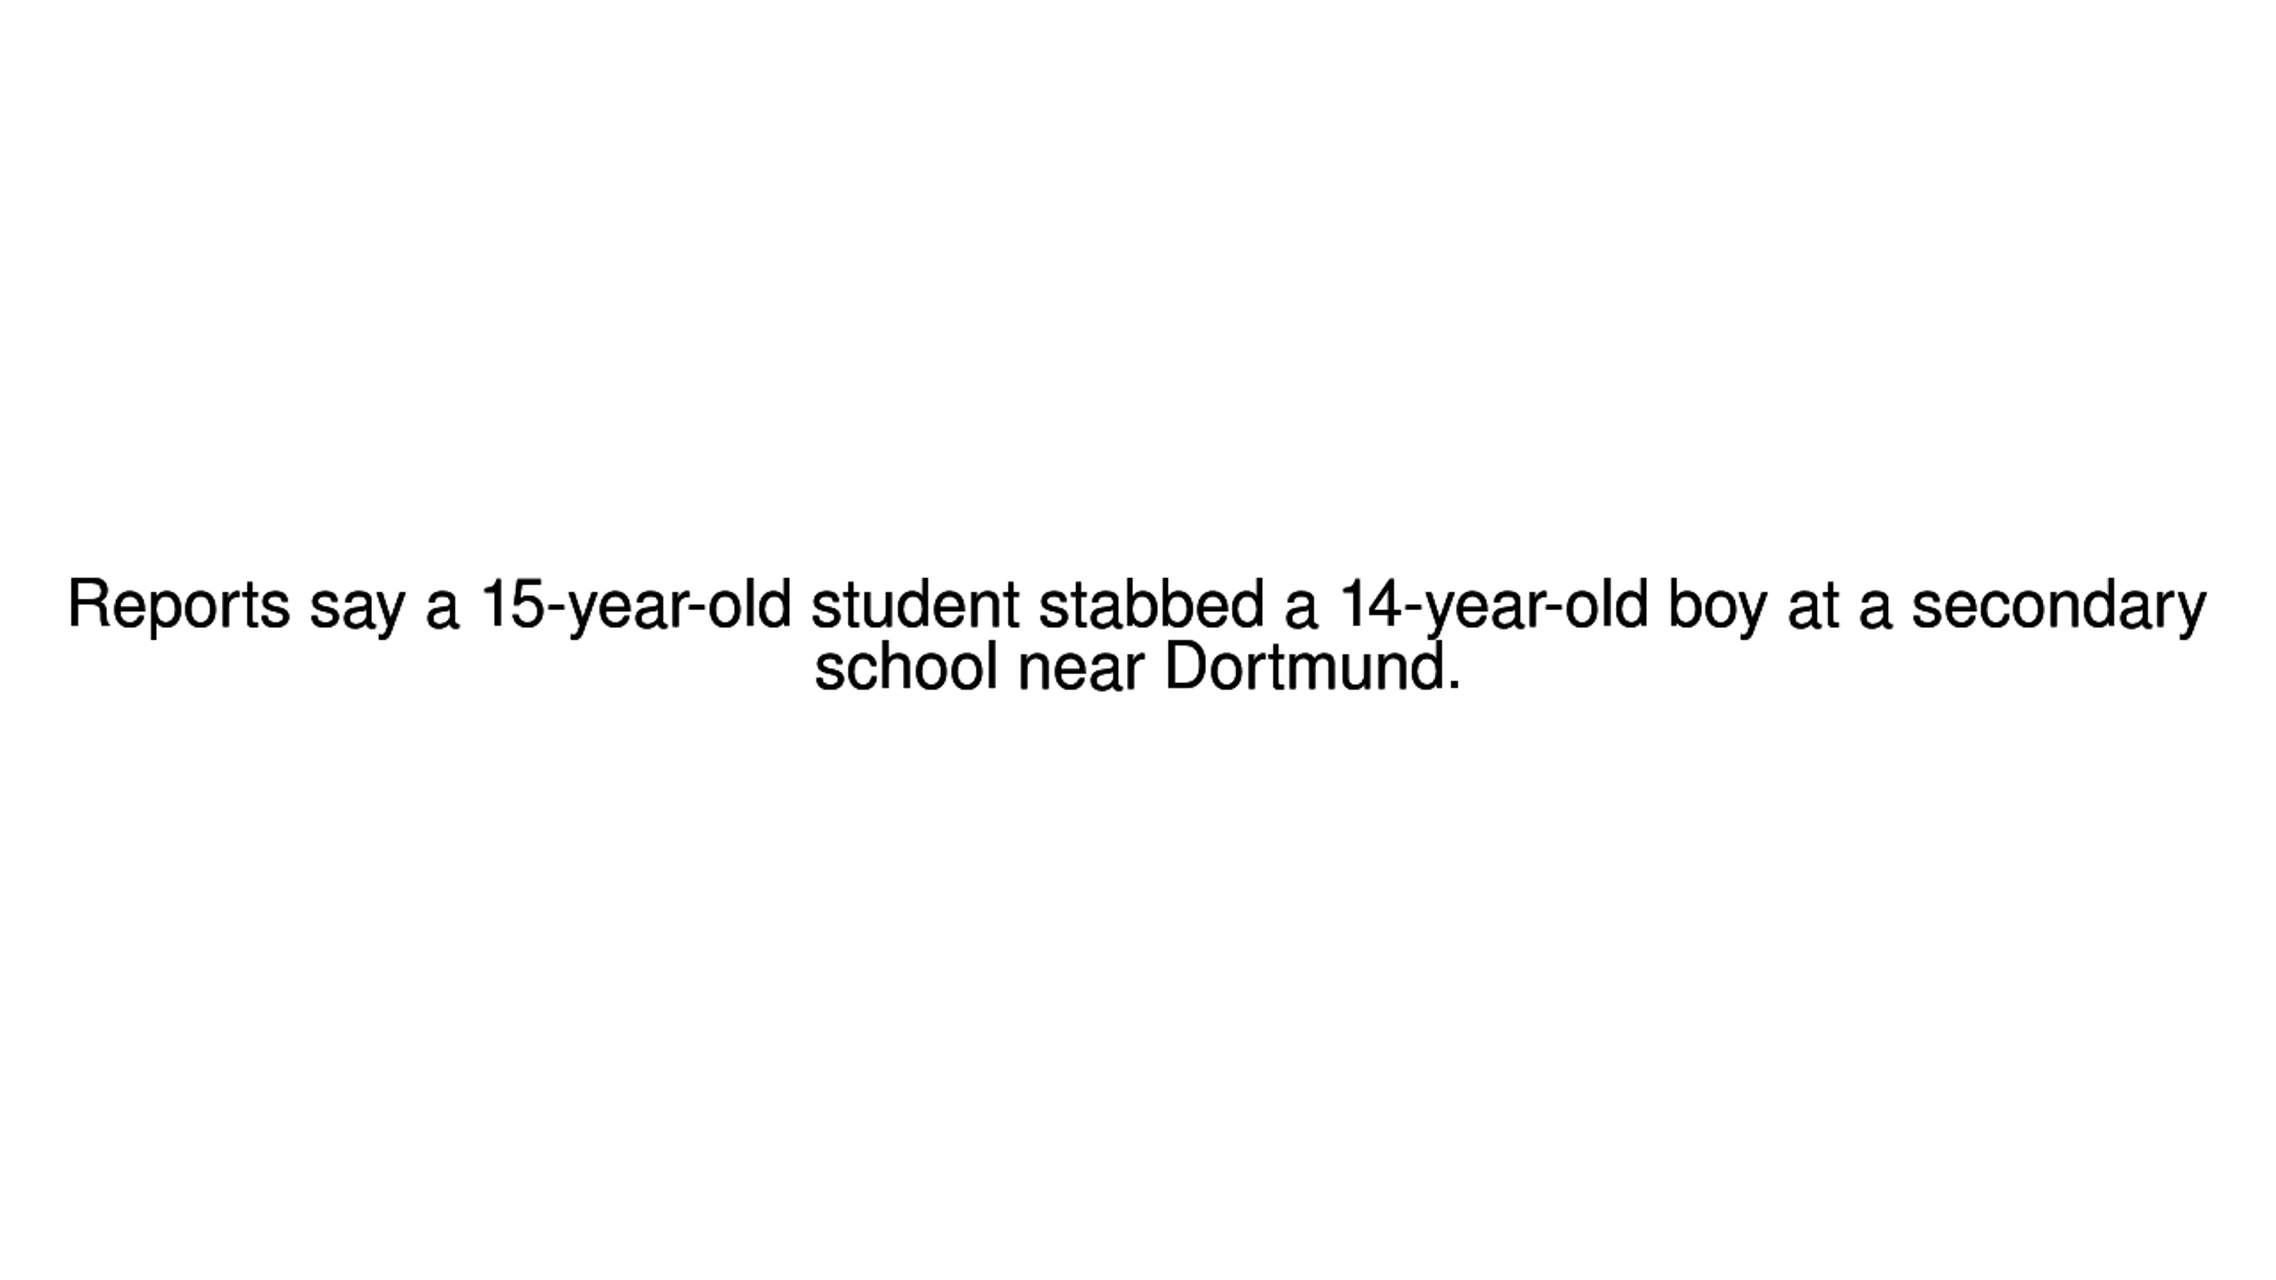 Reports say a 15-year-old student stabbed a 14-year-old boy at a secondary
school near Dortmund.